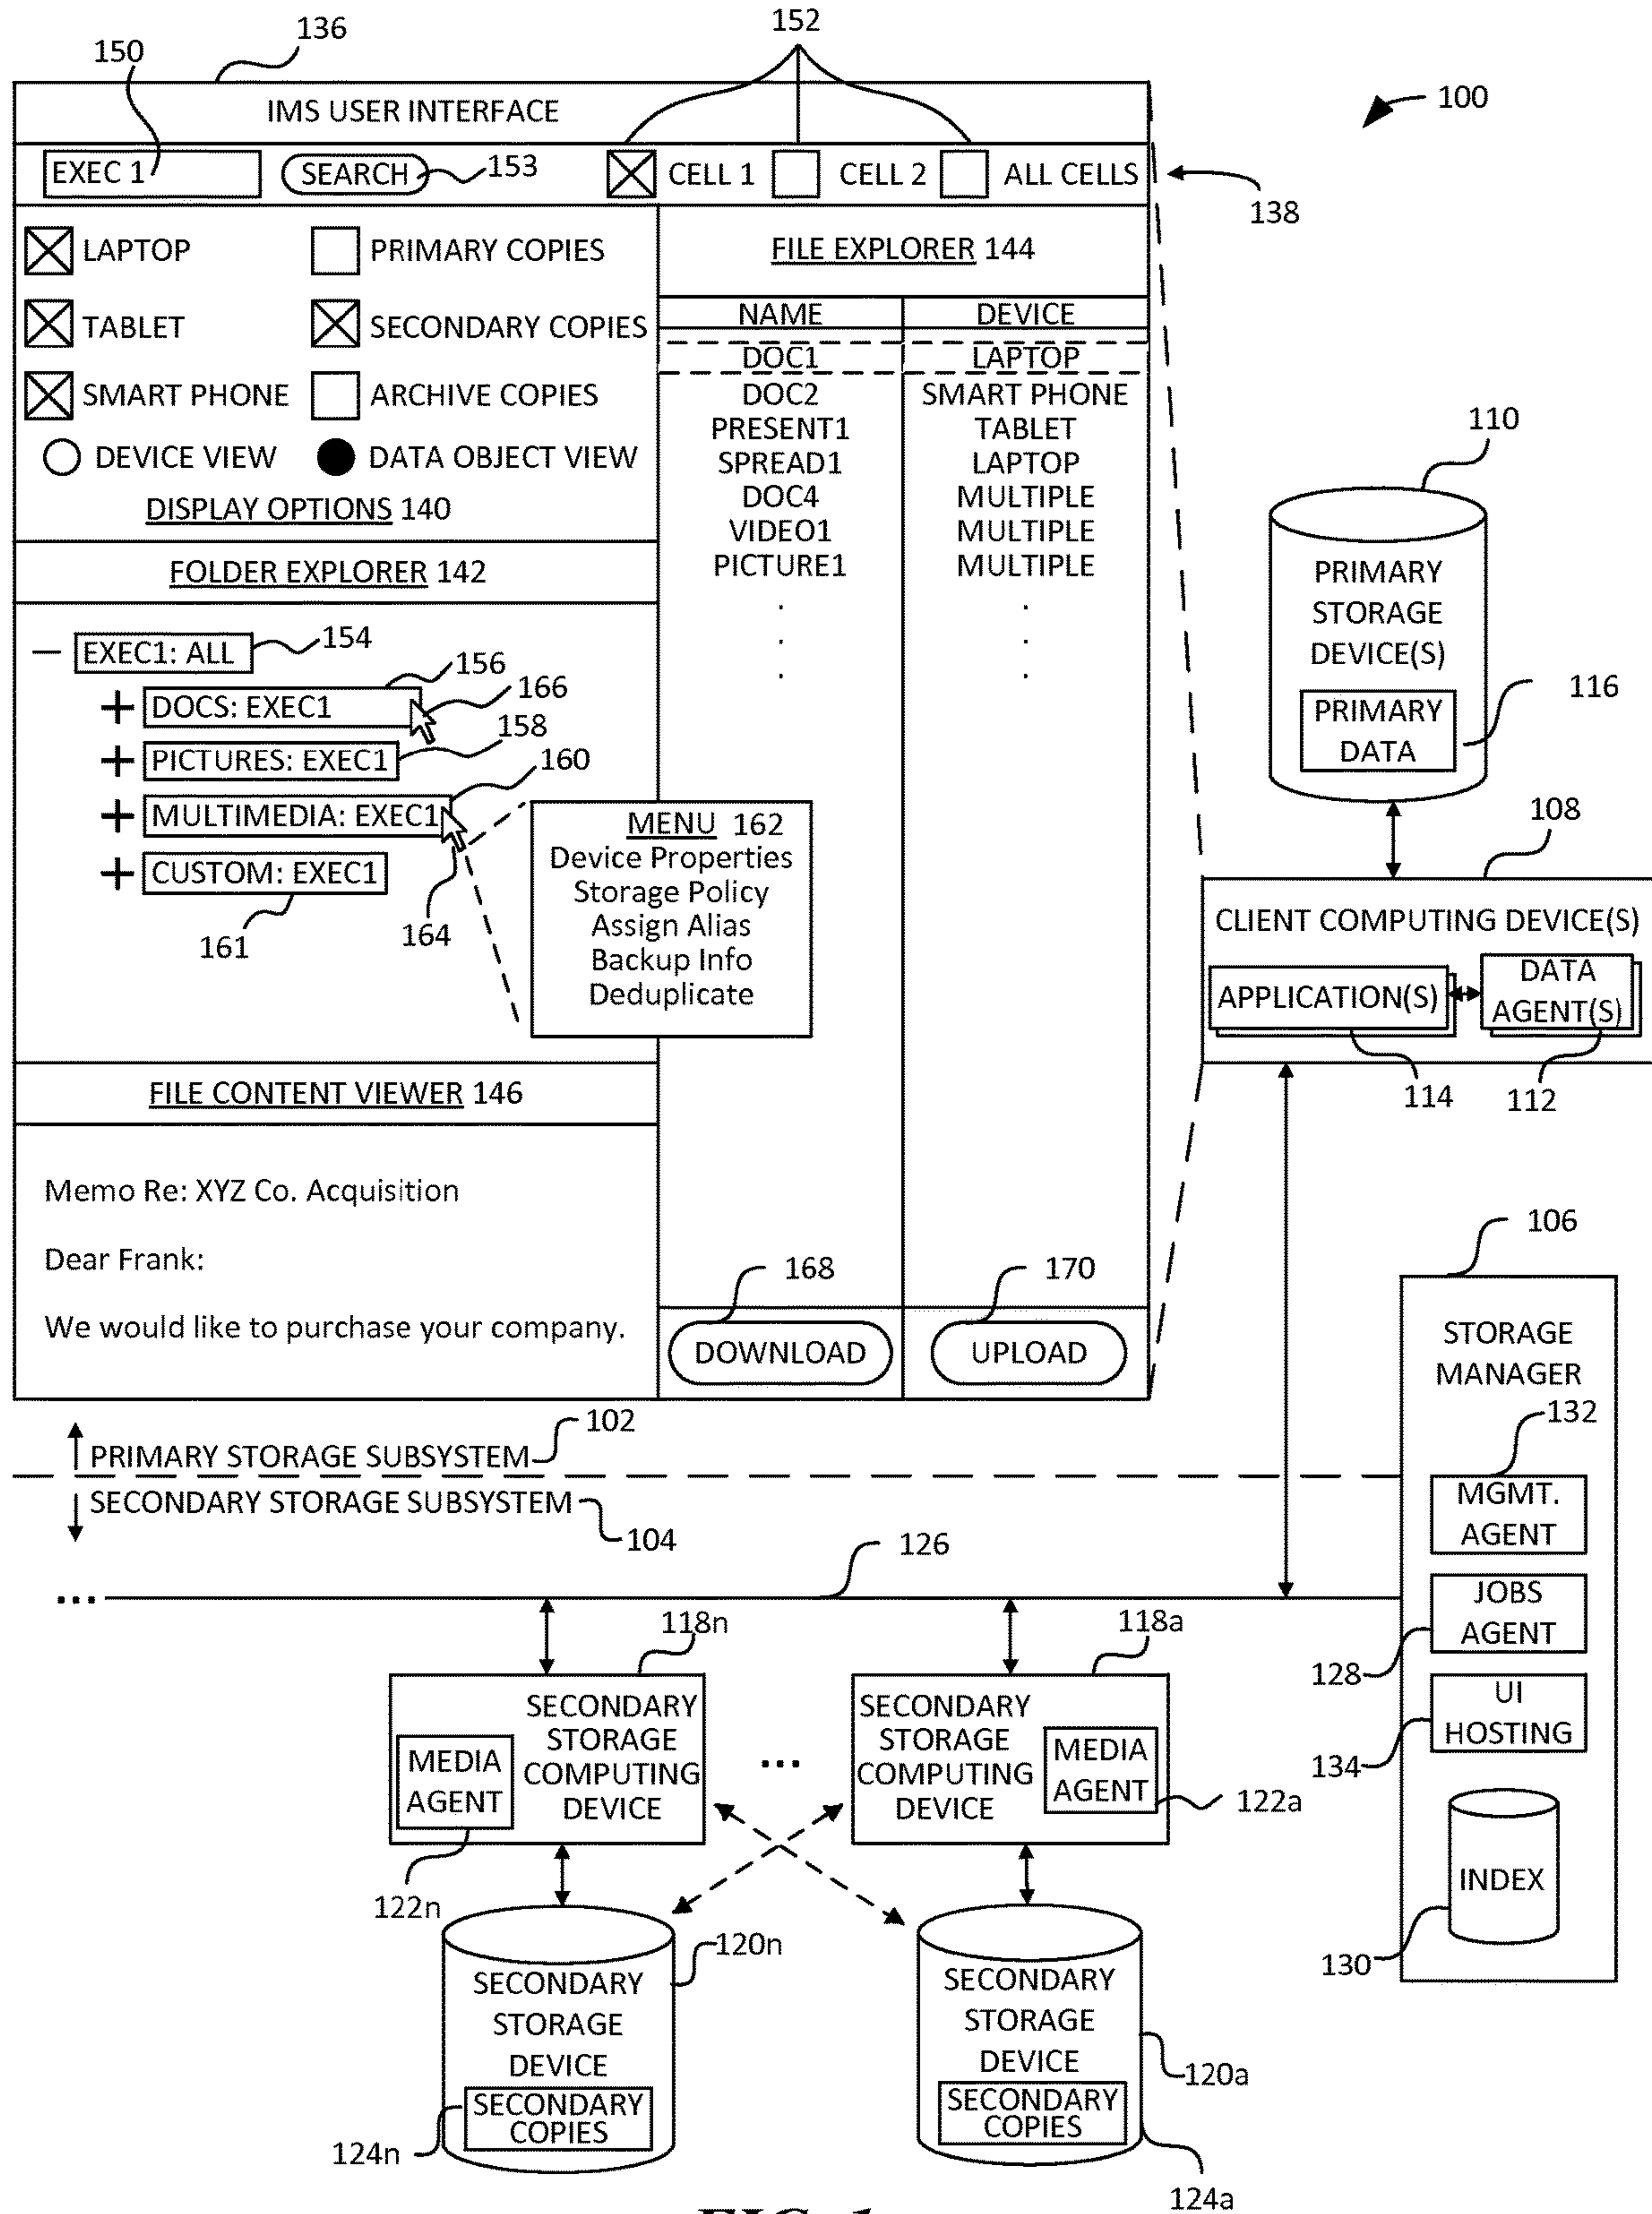 136
152
150
100
IMS USER INTERFACE
EXEC 1
SEARCH
153
CELL 1
CELL 2
ALL CELLS
138
LAPTOP
PRIMARY COPIES
TABLET
SECONDARY COPIES
SMART PHONE
ARCHIVE COPIES
DEVICE VIEW
DATA OBJECT VIEW
DISPLAY OPTIONS 140
FILE EXPLORER 144
NAME DEVICE
DOC1 LAPTOP
DOC2 SMART PHONE
PRESENT1 TABLET
SPREAD1 LAPTOP
DOC4 MULTIPLE
VIDEO1 MULTIPLE
PICTURE1 MULTIPLE
. .
. .
. .
FOLDER EXPLORER 142
— EXEC1: ALL
154
+ DOCS: EXEC1
156
166
+ PICTURES: EXEC1
158
+ MULTIMEDIA: EXEC1
160
+ CUSTOM: EXEC1
161
164
MENU 162
Device Properties
Storage Policy
Assign Alias
Backup Info
Deduplicate
FILE CONTENT VIEWER 146
Memo Re: XYZ Co. Acquisition
Dear Frank:
We would like to purchase your company.
168
170
DOWNLOAD
UPLOAD
110
PRIMARY
STORAGE
DEVICE(S)
PRIMARY
DATA
116
108
CLIENT COMPUTING DEVICE(S)
APPLICATION(S)
DATA
AGENT(S)
114
112
102
PRIMARY STORAGE SUBSYSTEM
SECONDARY STORAGE SUBSYSTEM
104
106
STORAGE
MANAGER
132
MGMT.
AGENT
JOBS
AGENT
128
UI
HOSTING
134
INDEX
130
...
126
118n
118a
SECONDARY
STORAGE
COMPUTING
DEVICE
MEDIA
AGENT
122n
...
SECONDARY
STORAGE
COMPUTING
DEVICE
MEDIA
AGENT
122a
120n
SECONDARY
STORAGE
DEVICE
SECONDARY
COPIES
124n
SECONDARY
STORAGE
DEVICE
120a
SECONDARY
COPIES
124a